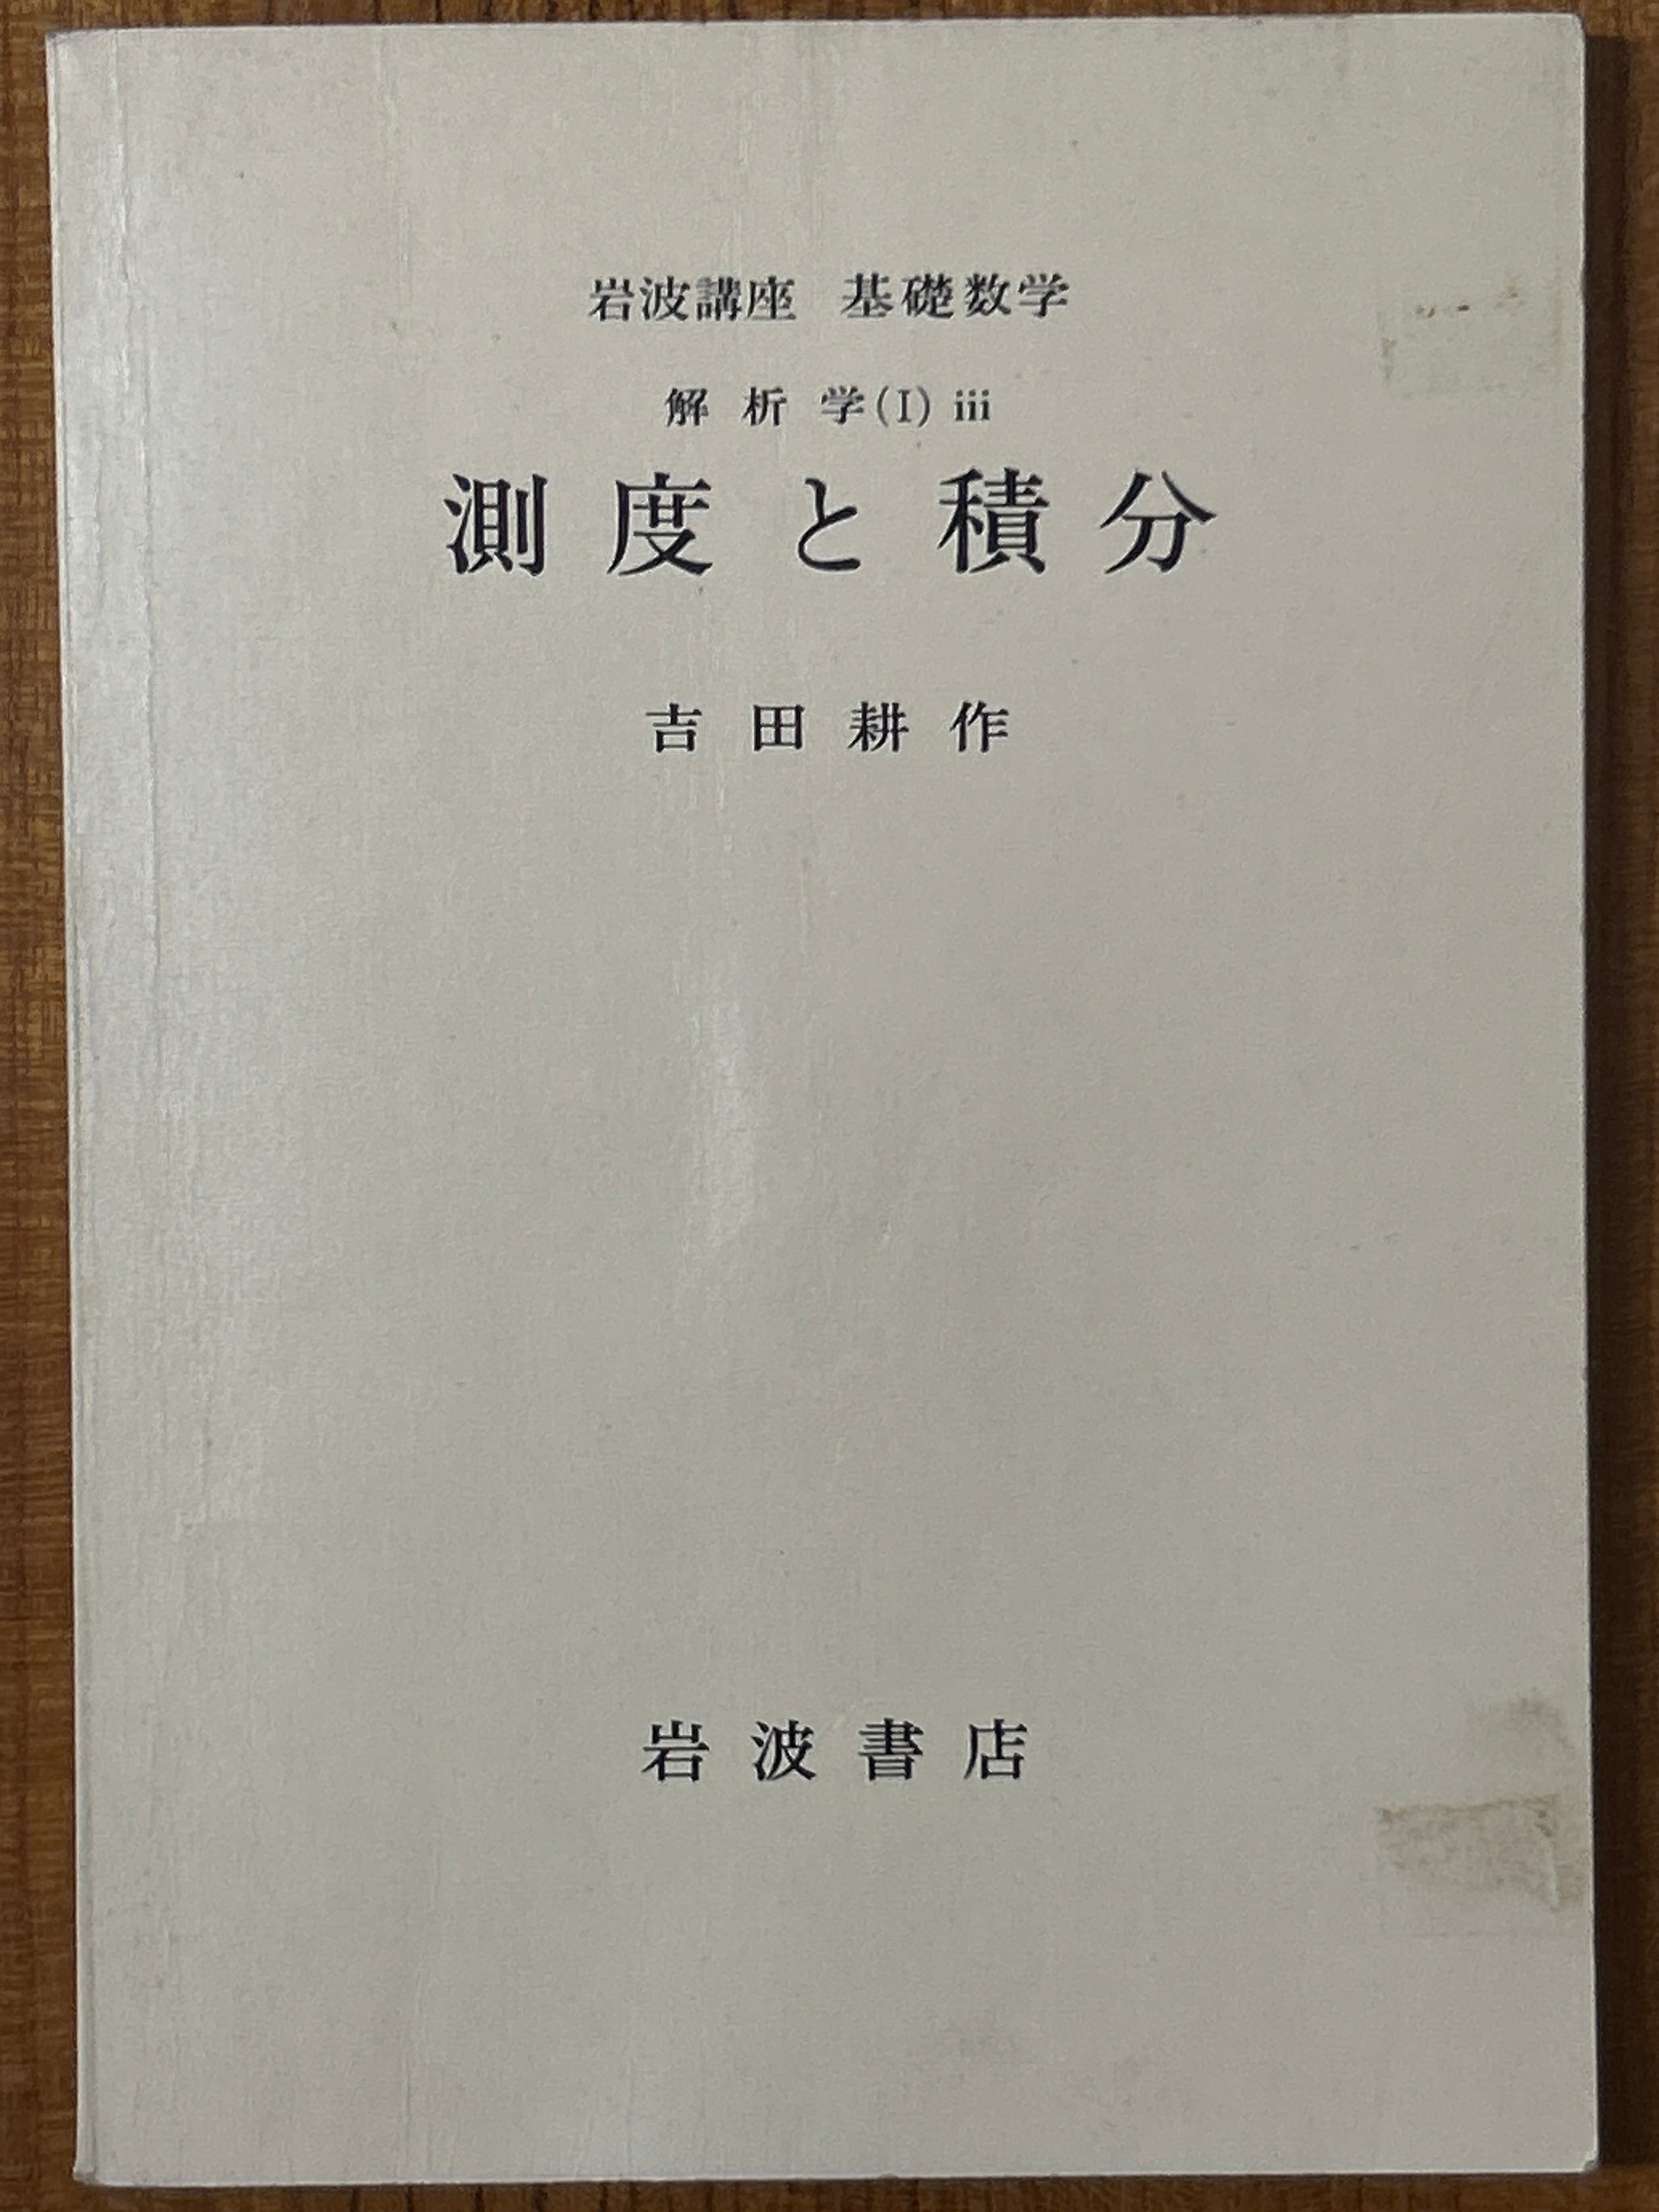 岩波講座 基礎数学
解析学(I) iii
測度と積分
吉田耕作
岩波書店